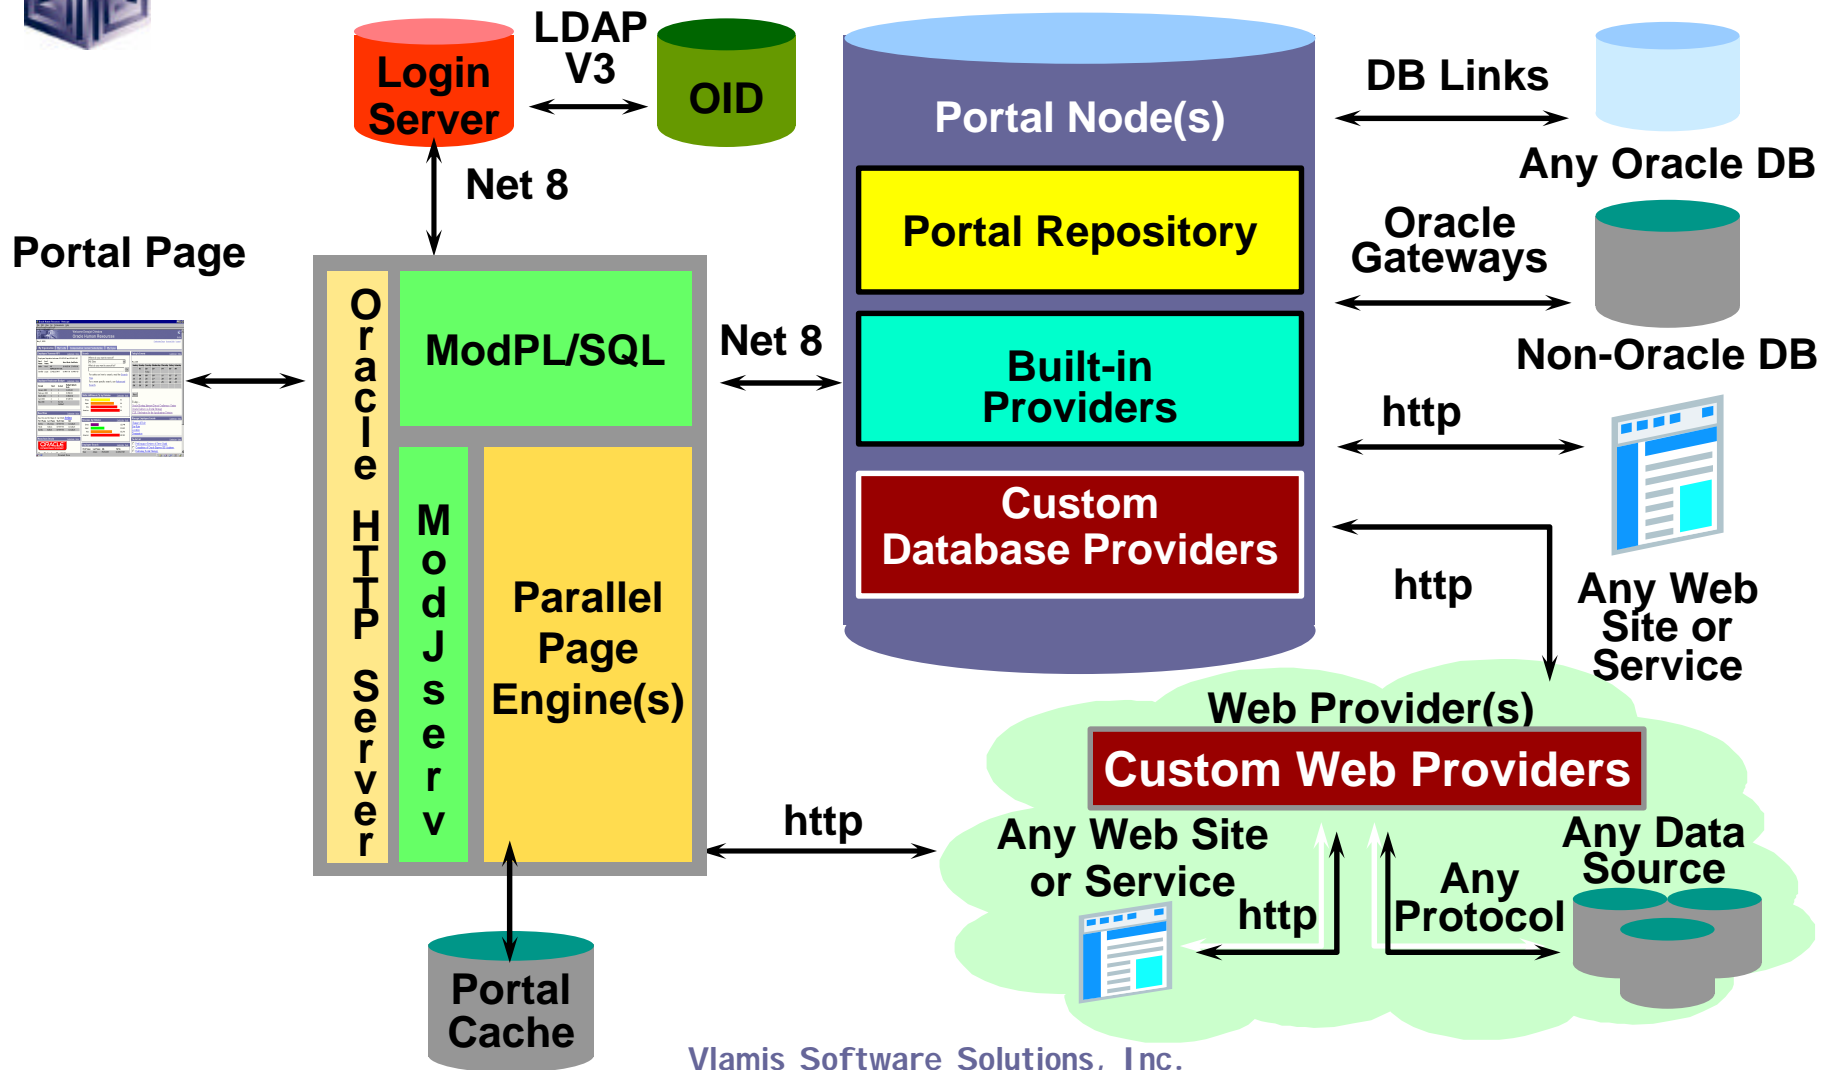 LDAP
V3
Login
Server
OID
Portal Node(s)
DB Links
Any Oracle DB
Net 8
Portal Repository
Oracle
Gateways
Portal Page
Oracle HTTP Server
ModPL/SQL
Net 8
Built-in
Providers
Non-Oracle DB
http
ModJserv
Custom
Database Providers
http
Any Web
Site or
Service
Parallel
Page
Engine(s)
Web Provider(s)
Custom Web Providers
http
Any Web Site
or Service
http
Any
Protocol
Any Data
Source
ORACLE
Portal
Cache
Vlamis Software Solutions, Inc.